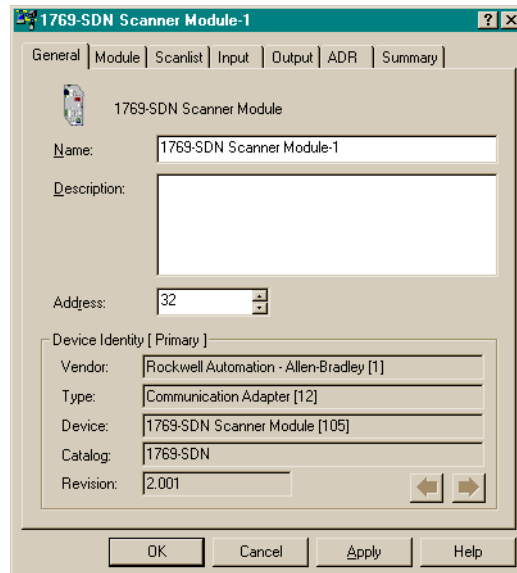 1769-SDN Scanner Module-1
General Module Scanlist Input Output ADR Summary
1769-SDN Scanner Module
Name: 1769-SDN Scanner Module-1
Description:
Address: 32
Device Identity [ Primary ]
Vendor: Rockwell Automation - Allen-Bradley [1]
Type: Communication Adapter [12]
Device: 1769-SDN Scanner Module [105]
Catalog: 1769-SDN
Revision: 2.001
OK Cancel Apply Help